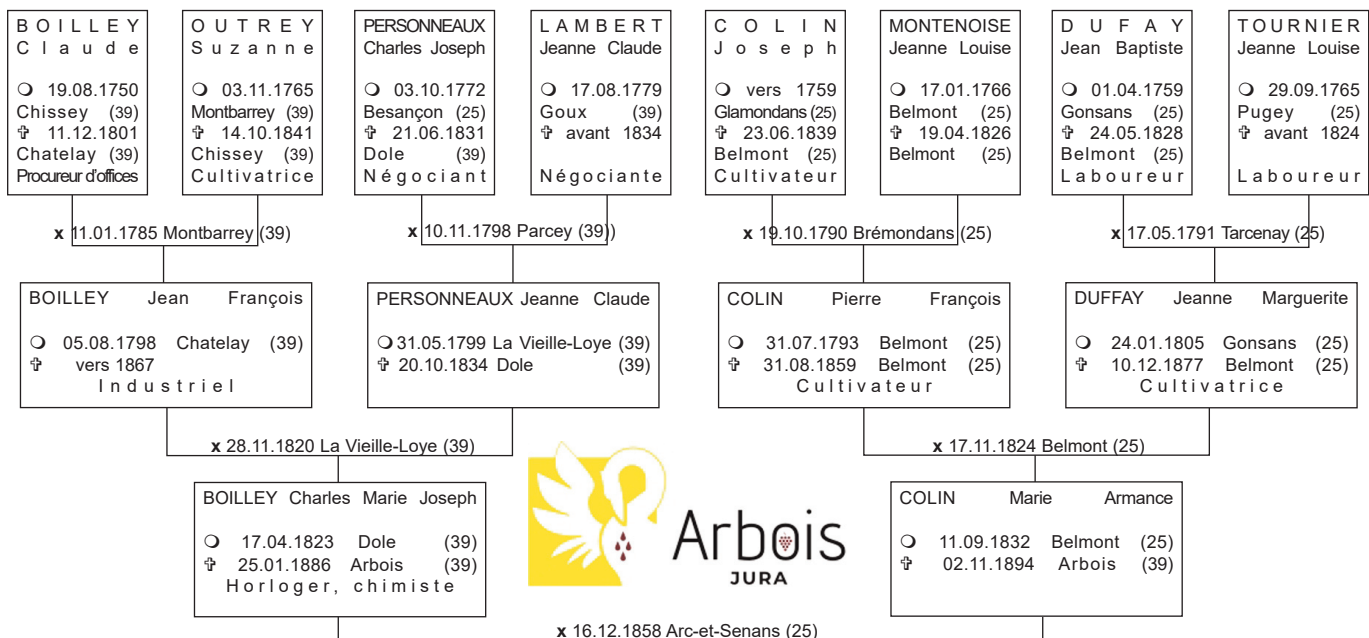 BOILLEY
Claude
❍ 19.08.1750
Chissey (39)
✞ 11.12.1801
Chatelay (39)
Procureur d'offices
OUTREY
Suzanne
❍ 03.11.1765
Montbarrey (39)
✞ 14.10.1841
Chissey (39)
Cultivatrice
PERSONNEAUX
Charles Joseph
❍ 03.10.1772
Besançon (25)
✞ 21.06.1831
Dole (39)
Négociant
LAMBERT
Jeanne Claude
❍ 17.08.1779
Goux (39)
✞ avant 1834
Négociante
COLIN
Joseph
❍ vers 1759
Glamondans (25)
✞ 23.06.1839
Belmont (25)
Cultivateur
MONTENOISE
Jeanne Louise
❍ 17.01.1766
Belmont (25)
✞ 19.04.1826
Belmont (25)
DUFAY
Jean Baptiste
❍ 01.04.1759
Gonsans (25)
✞ 24.05.1828
Belmont (25)
Laboureur
TOURNIER
Jeanne Louise
❍ 29.09.1765
Pugey (25)
✞ avant 1824
Laboureur
x 11.01.1785 Montbarrey (39)
x 10.11.1798 Parcey (39))
x 19.10.1790 Brémondans (25)
x 17.05.1791 Tarcenay (25)
BOILLEY Jean François
❍ 05.08.1798 Chatelay (39)
✞ vers 1867
Industriel
PERSONNEAUX Jeanne Claude
❍ 31.05.1799 La Vieille-Loye (39)
✞ 20.10.1834 Dole (39)
COLIN Pierre François
❍ 31.07.1793 Belmont (25)
✞ 31.08.1859 Belmont (25)
Cultivateur
DUFFAY Jeanne Marguerite
❍ 24.01.1805 Gonsans (25)
✞ 10.12.1877 Belmont (25)
Cultivatrice
x 28.11.1820 La Vieille-Loye (39)
x 17.11.1824 Belmont (25)
BOILLEY Charles Marie Joseph
❍ 17.04.1823 Dole (39)
✞ 25.01.1886 Arbois (39)
Horloger, chimiste
Arbois
JURA
COLIN Marie Armance
❍ 11.09.1832 Belmont (25)
✞ 02.11.1894 Arbois (39)
x 16.12.1858 Arc-et-Senans (25)